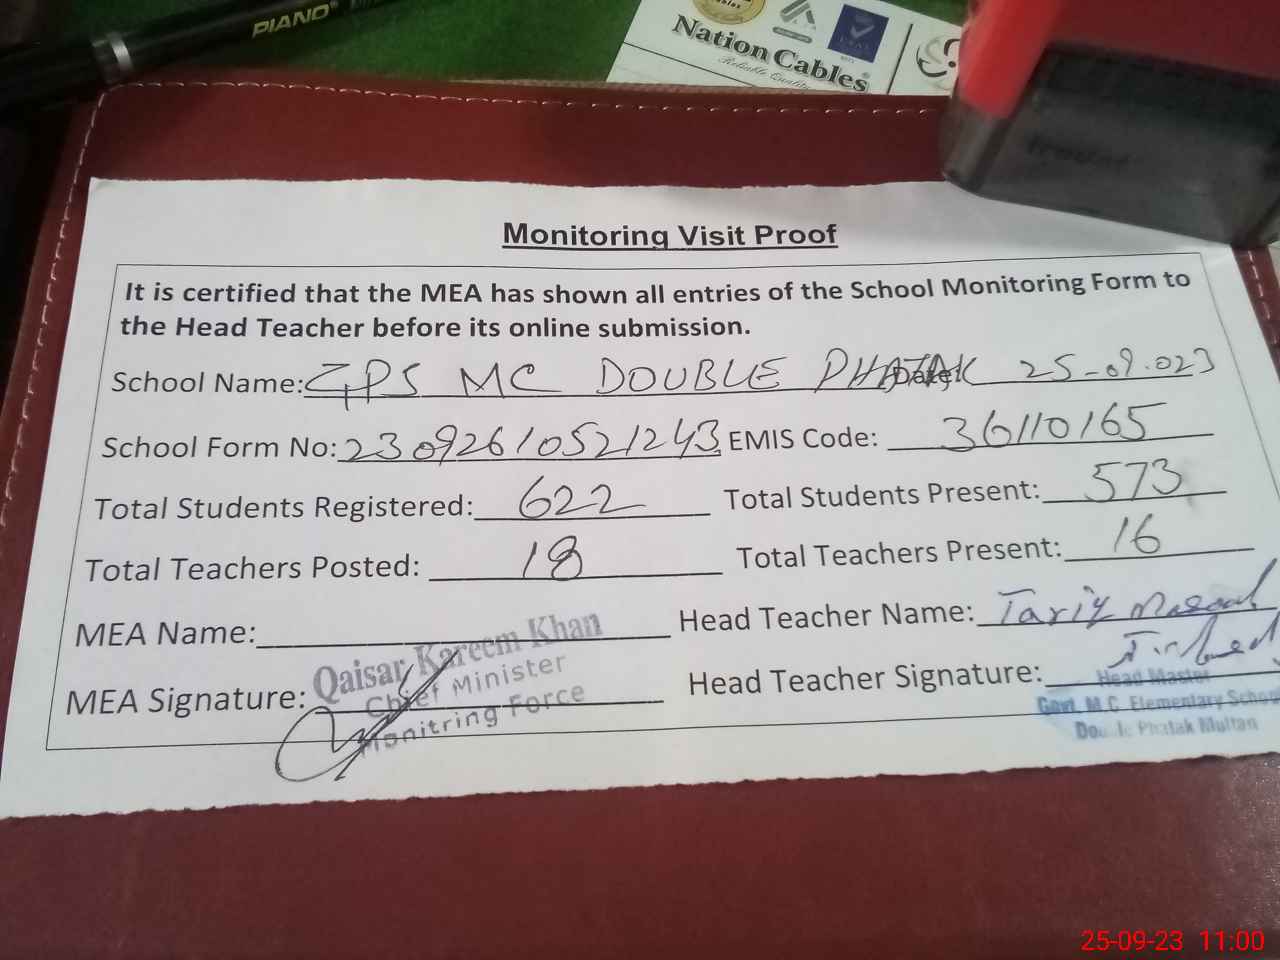 PIANO
Nation Cables
Reliable Quality
Monitoring Visit Proof
It is certified that the MEA has shown all entries of the School Monitoring Form to
the Head Teacher before its online submission.
School Name: GPS MC DOUBLE PHATAK Date: 25-09-023
School Form No: 23092610521243 EMIS Code: 36110165
Total Students Registered: 622 Total Students Present: 573
Total Teachers Posted: 18 Total Teachers Present: 16
MEA Name: Head Teacher Name: Tariq
Qaisar Kareem Khan
Chief Minister
Monitring Force
MEA Signature: Head Teacher Signature:
Head Master
Govt. M.C. Elementary School
Double Phatak Multan
25-09-23 11:00